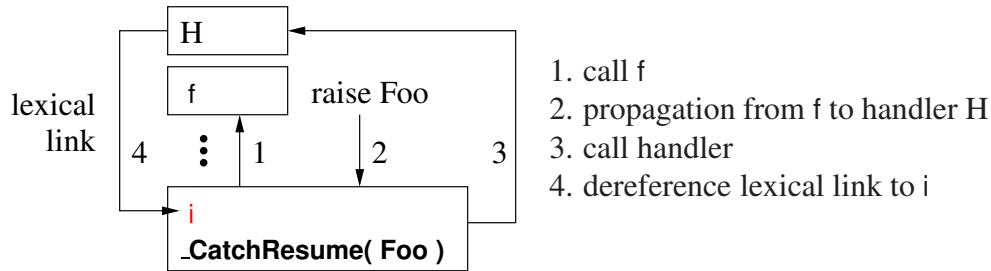 H
f
raise Foo
lexical
link
4
1
2
3
i
_CatchResume( Foo )
1. call f
2. propagation from f to handler H
3. call handler
4. dereference lexical link to i